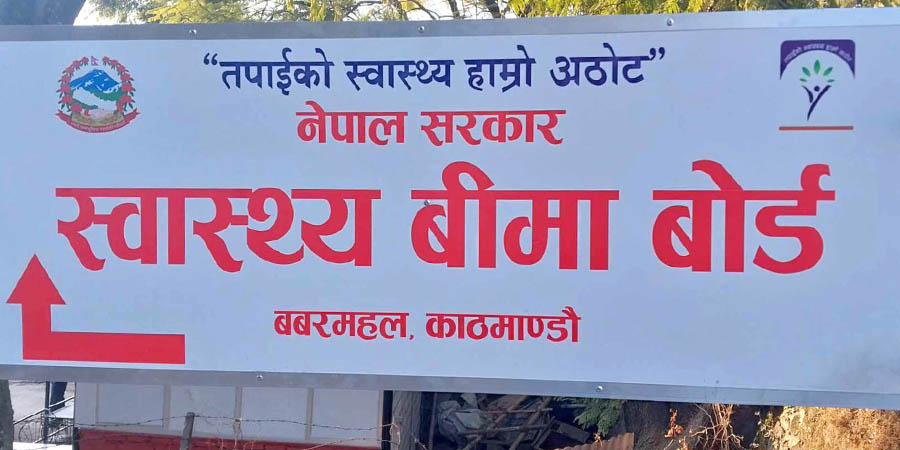 “तपाईको स्वास्थ्य हाम्रो अठोट”
नेपाल सरकार
स्वास्थ्य बीमा बोर्ड
बबरमहल, काठमाण्डौ